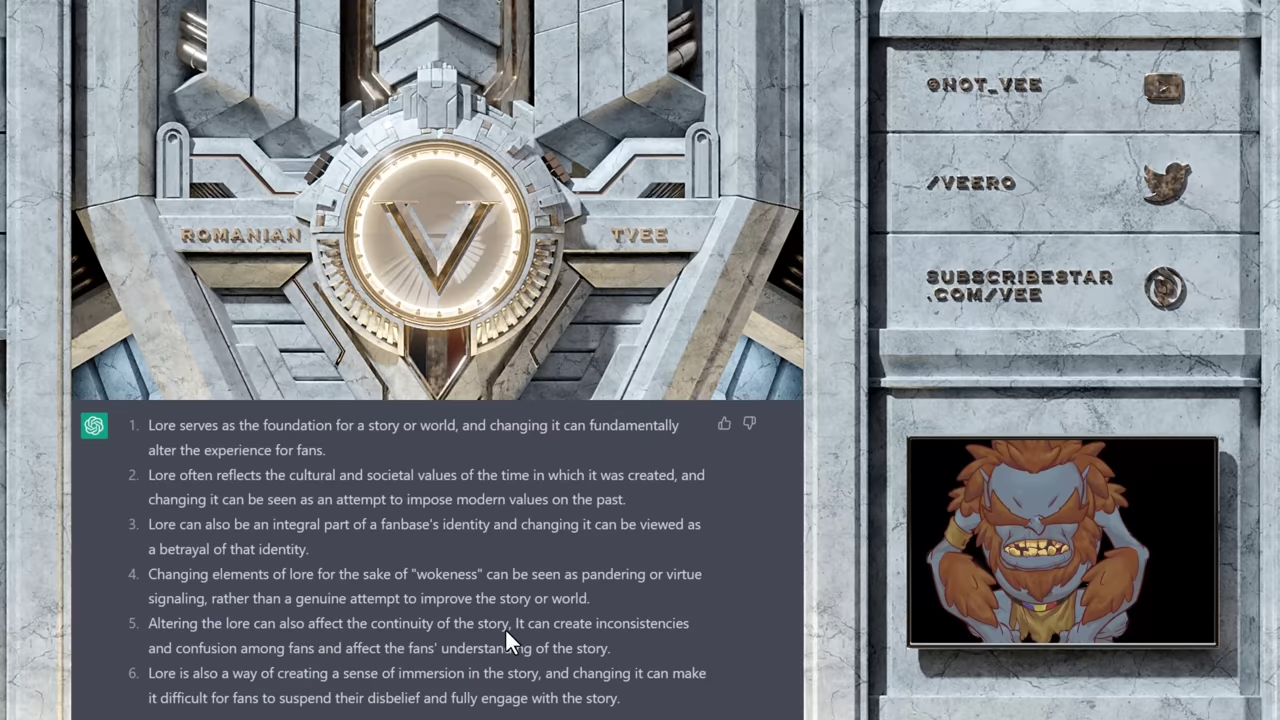 ROMANIAN
V
TVEE
@NOT_VEE
/VEERO
SUBSCRIBESTAR
.COM/VEE
1. Lore serves as the foundation for a story or world, and changing it can fundamentally
alter the experience for fans.
2. Lore often reflects the cultural and societal values of the time in which it was created, and
changing it can be seen as an attempt to impose modern values on the past.
3. Lore can also be an integral part of a fanbase's identity and changing it can be viewed as
a betrayal of that identity.
4. Changing elements of lore for the sake of "wokeness" can be seen as pandering or virtue
signaling, rather than a genuine attempt to improve the story or world.
5. Altering the lore can also affect the continuity of the story, It can create inconsistencies
and confusion among fans and affect the fans' understanding of the story.
6. Lore is also a way of creating a sense of immersion in the story, and changing it can make
it difficult for fans to suspend their disbelief and fully engage with the story.